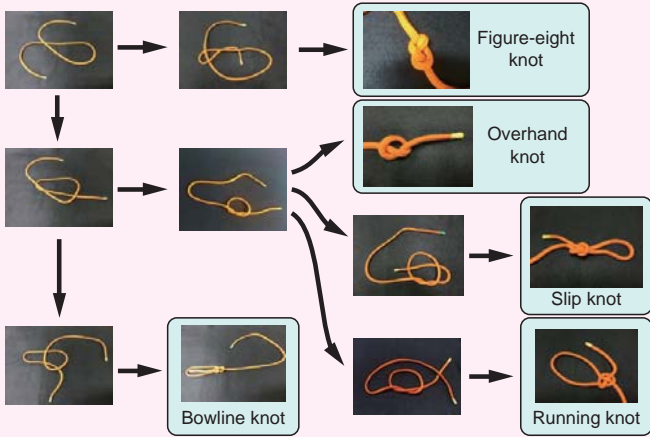 Figure-eight
knot
Overhand
knot
Slip knot
Bowline knot
Running knot